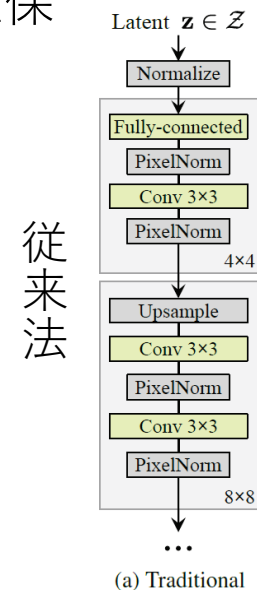 保
Latent z ∈ 𝒵
Normalize
Fully-connected
PixelNorm
Conv 3×3
PixelNorm
4×4
従来法
Upsample
Conv 3×3
PixelNorm
Conv 3×3
PixelNorm
8×8
...
(a) Traditional